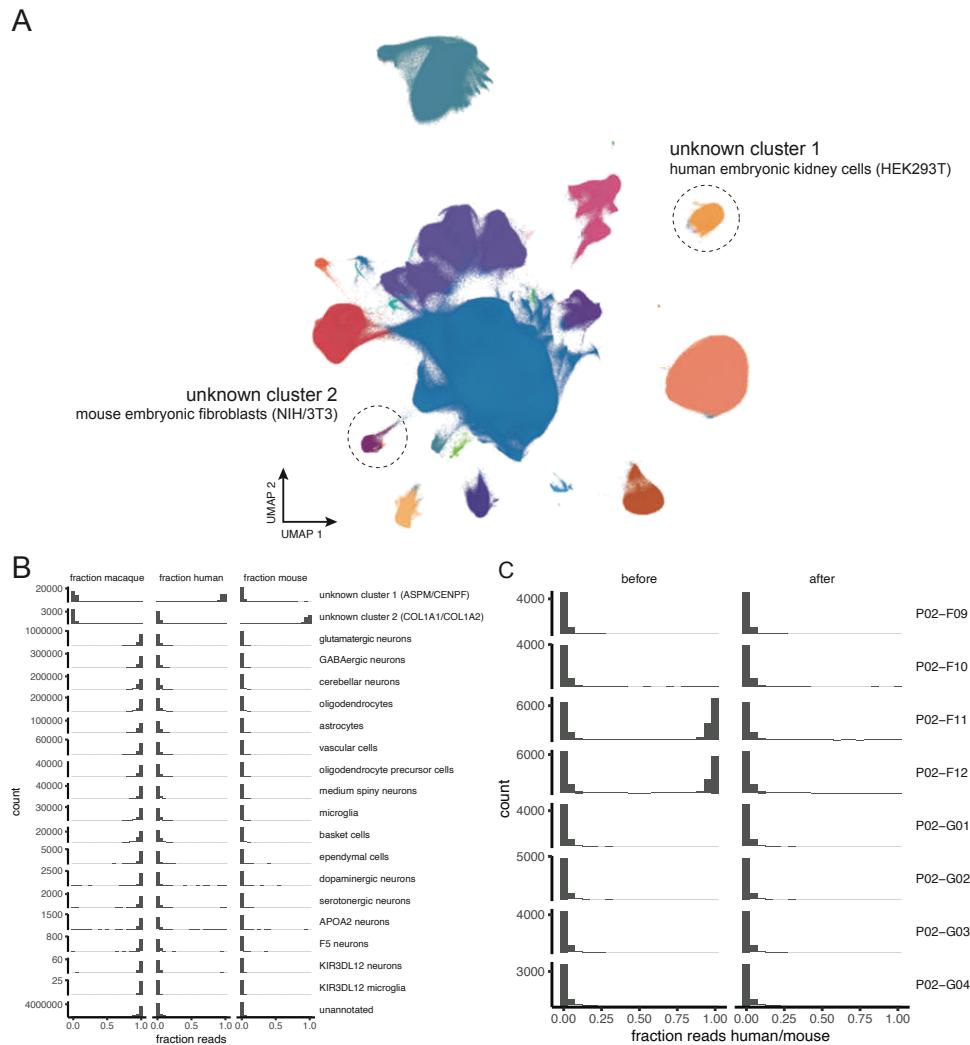 A
unknown cluster 1
human embryonic kidney cells (HEK293T)
unknown cluster 2
mouse embryonic fibroblasts (NIH/3T3)
UMAP 2
UMAP 1
B
fraction macaque
fraction human
fraction mouse
20000
unknown cluster 1 (ASPM/CENPF)
3000
unknown cluster 2 (COL1A1/COL1A2)
1000000
glutamatergic neurons
300000
GABAergic neurons
200000
cerebellar neurons
200000
oligodendrocytes
100000
astrocytes
60000
vascular cells
40000
oligodendrocyte precursor cells
40000
medium spiny neurons
30000
microglia
20000
basket cells
5000
ependymal cells
2500
dopaminergic neurons
2000
serotonergic neurons
1500
APOA2 neurons
800
F5 neurons
60
KIR3DL12 neurons
25
KIR3DL12 microglia
4000000
unannotated
count
0.0 0.5 1.0 0.0 0.5 1.0 0.0 0.5 1.0
fraction reads
C
before
after
4000
P02−F09
4000
P02−F10
6000
P02−F11
6000
P02−F12
4000
P02−G01
5000
P02−G02
4000
P02−G03
3000
P02−G04
count
0.00 0.25 0.50 0.75 1.00 0.00 0.25 0.50 0.75 1.00
fraction reads human/mouse